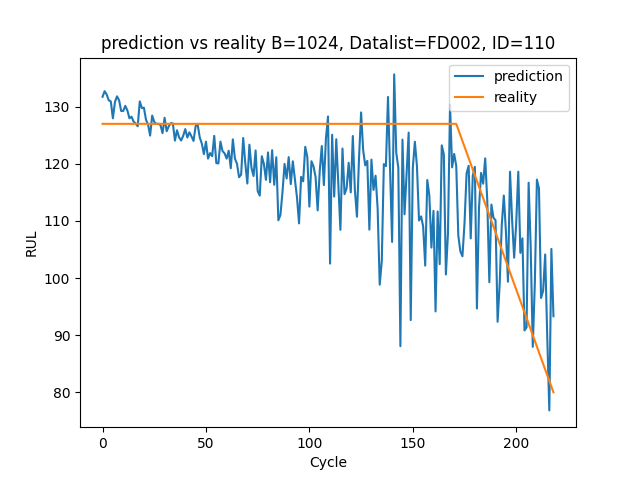 prediction vs reality B=1024, Datalist=FD002, ID=110
prediction
reality
130
120
110
100
90
80
RUL
0
50
100
150
200
Cycle